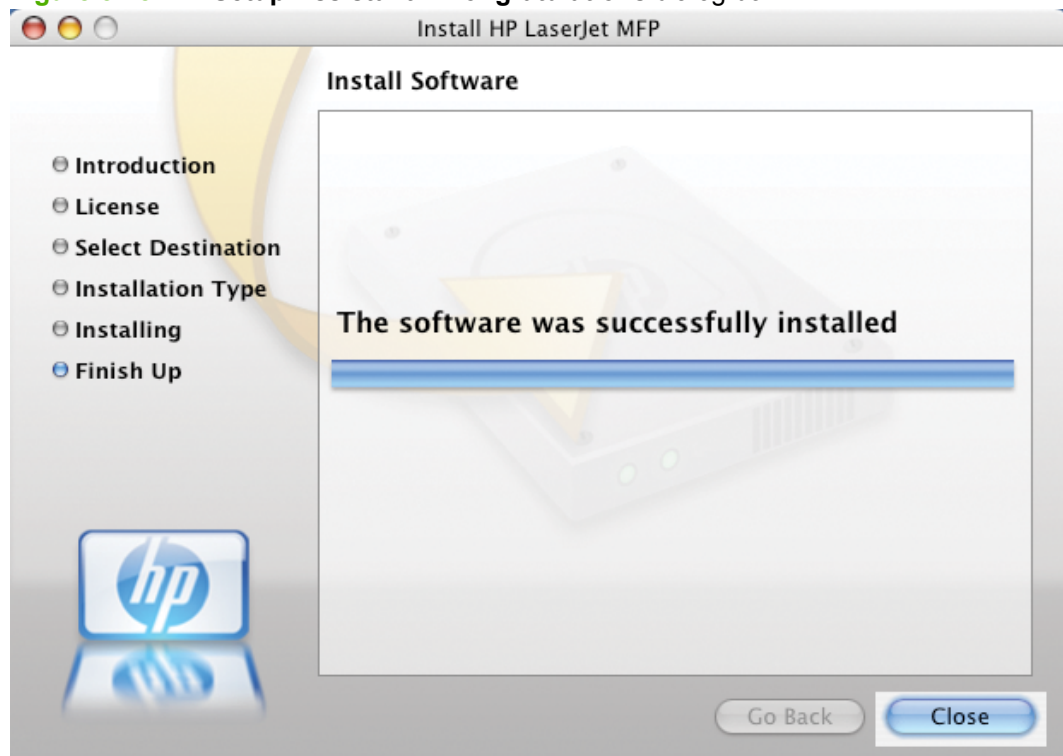 Install HP LaserJet MFP
Install Software
Introduction
License
Select Destination
Installation Type
Installing
Finish Up
The software was successfully installed
hp
Go Back
Close